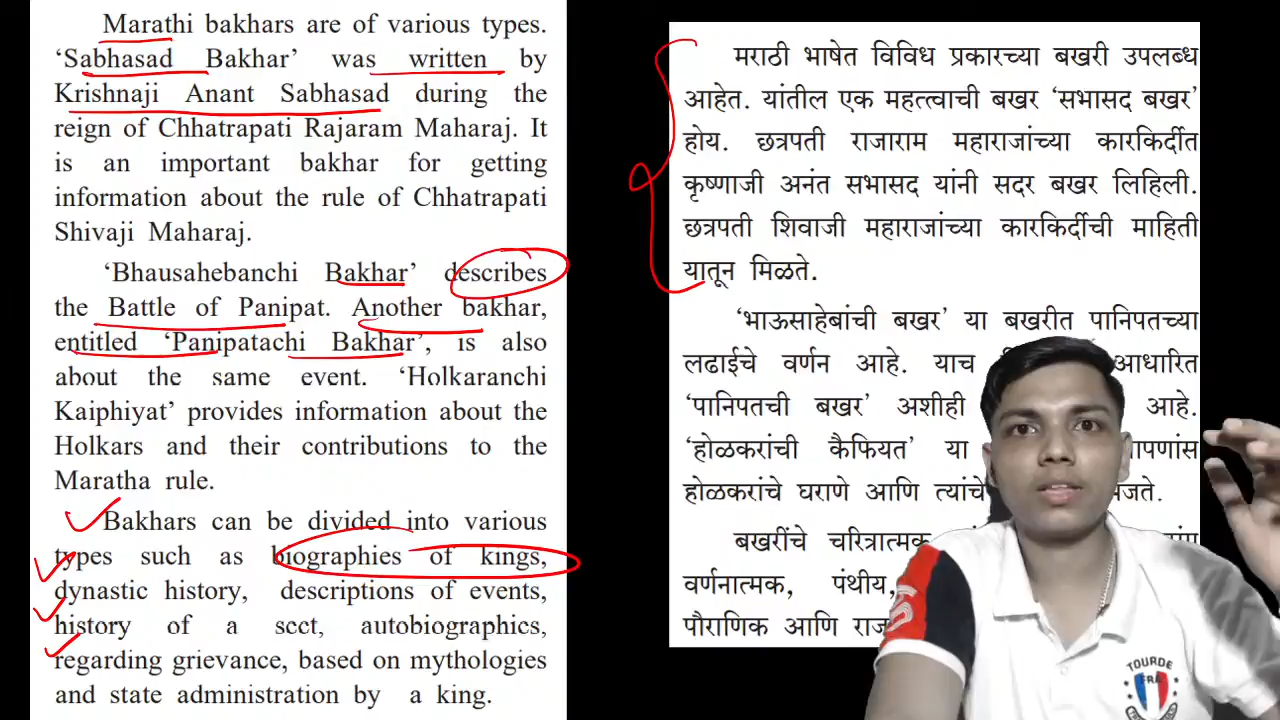 Marathi bakhars are of various types.
‘Sabhasad Bakhar’ was written by
Krishnaji Anant Sabhasad during the
reign of Chhatrapati Rajaram Maharaj. It
is an important bakhar for getting
information about the rule of Chhatrapati
Shivaji Maharaj.
‘Bhausahebanchi Bakhar’ describes
the Battle of Panipat. Another bakhar,
entitled ‘Panipatachi Bakhar’, is also
about the same event. ‘Holkaranchi
Kaiphiyat’ provides information about the
Holkars and their contributions to the
Maratha rule.
Bakhars can be divided into various
types such as biographies of kings,
dynastic history, descriptions of events,
history of a scct, autobiographics,
regarding grievance, based on mythologies
and state administration by a king.
मराठी भाषेत विविध प्रकारच्या बखरी उपलब्ध
आहेत. यांतील एक महत्त्वाची बखर ‘सभासद बखर’
होय. छत्रपती राजाराम महाराजांच्या कारकिर्दीत
कृष्णाजी अनंत सभासद यांनी सदर बखर लिहिली.
छत्रपती शिवाजी महाराजांच्या कारकिर्दीची माहिती
यातून मिळते.
‘भाऊसाहेबांची बखर’ या बखरीत पानिपतच्या
लढाईचे वर्णन आहे. याच आधारित
‘पानिपतची बखर’ अशीही आहे.
‘होळकरांची कैफियत’ या
होळकरांचे घराणे आणि त्यांचे
बखरींचे चरित्रात्मक,
वर्णनात्मक, पंथीय,
पौराणिक आणि
TOURDE
FRA